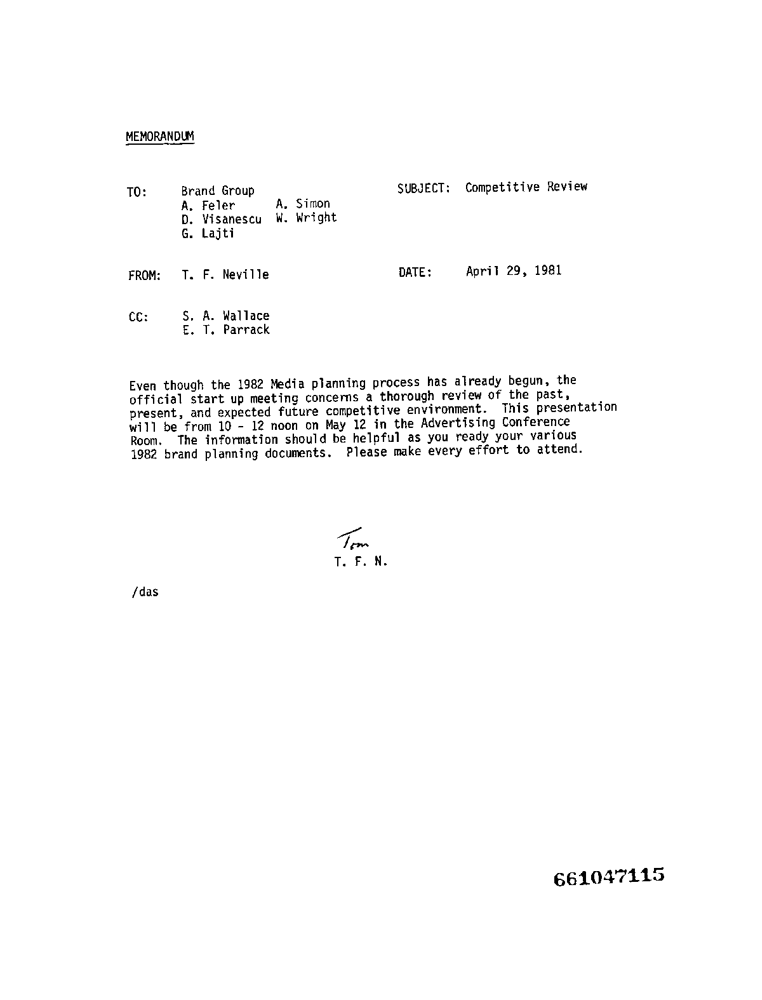 MEMORANDUM
TO: Brand Group SUBJECT: Competitive Review
A. Feler A. Simon
D. Visanescu W. Wright
G. Lajti
FROM: T. F. Neville DATE: April 29, 1981
CC: S. A. Wallace
E. T. Parrack
Even though the 1982 Media planning process has already begun, the
official start up meeting concerns a thorough review of the past,
present, and expected future competitive environment. This presentation
will be from 10 - 12 noon on May 12 in the Advertising Conference
Room. The information should be helpful as you ready your various
1982 brand planning documents. Please make every effort to attend.
Tom
T. F. N.
/das
661047115